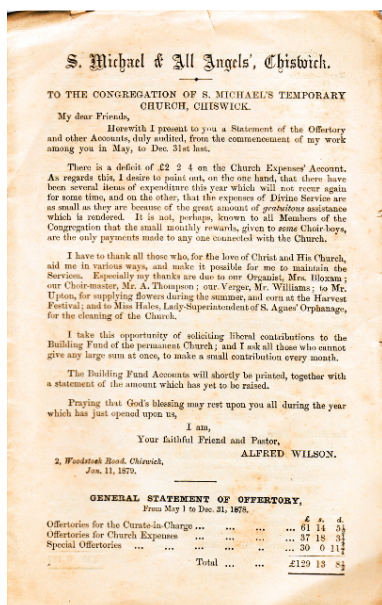 S. Michael & All Angels', Chiswick.
TO THE CONGREGATION OF S. MICHAEL'S TEMPORARY
CHURCH, CHISWICK.
My dear Friends,
Herewith I present to you a Statement of the Offertory
and other Accounts, duly audited, from the commencement of my work
among you in May, to Dec. 31st last.
There is a deficit of £2 2 4 on the Church Expenses' Account.
As regards this, I desire to point out, on the one hand, that there have
been several items of expenditure this year which will not recur again
for some time, and on the other, that the expenses of Divine Service are
as small as they are because of the great amount of gratuitous assistance
which is rendered. It is not, perhaps, known to all Members of the
Congregation that the small monthly rewards, given to some Choir-boys,
are the only payments made to any one connected with the Church.
I have to thank all those who, for the love of Christ and His Church,
aid me in various ways, and make it possible for me to maintain the
Services. Especially my thanks are due to our Organist, Mrs. Bloxam;
our Choir-master, Mr. A. Thompson; our Verger, Mr. Williams; to Mr.
Upton, for supplying flowers during the summer, and corn at the Harvest
Festival; and to Miss Hales, Lady-Superintendent of S. Agnes' Orphanage,
for the cleaning of the Church.
I take this opportunity of soliciting liberal contributions to the
Building Fund of the permanent Church; and I ask all those who cannot
give any large sum at once, to make a small contribution every month.
The Building Fund Accounts will shortly be printed, together with
a statement of the amount which has yet to be raised.
Praying that God's blessing may rest upon you all during the year
which has just opened upon us,
I am,
Your faithful Friend and Pastor,
ALFRED WILSON.
2, Woodstock Road, Chiswick,
Jan. 11, 1879.
GENERAL STATEMENT OF OFFERTORY,
From May 1 to Dec. 31, 1878.
£ s. d.
Offertories for the Curate-in-Charge ... ... ... ... 61 14 5½
Offertories for Church Expenses ... ... ... ... 37 18 3¼
Special Offertories ... ... ... ... ... ... 30 0 11¾
Total ... ... £129 13 8½